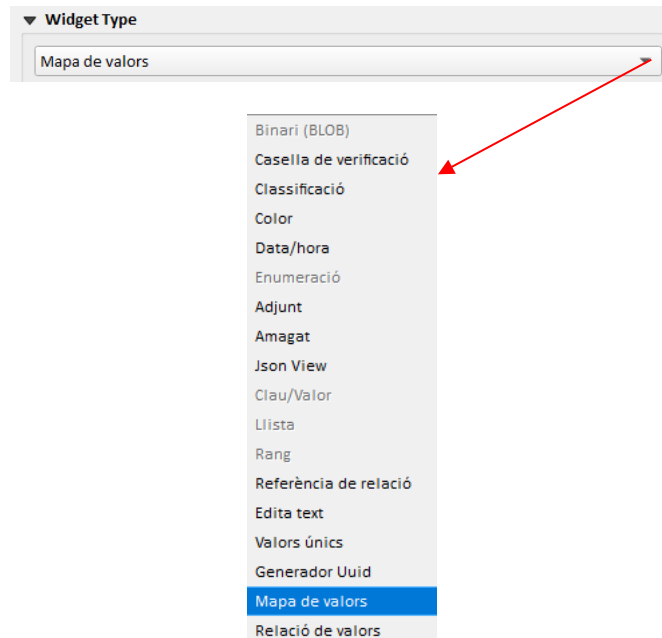 Widget Type
Mapa de valors
Binari (BLOB)
Casella de verificació
Classificació
Color
Data/hora
Enumeració
Adjunt
Amagat
Json View
Clau/Valor
Llista
Rang
Referència de relació
Edita text
Valors únics
Generador Uuid
Mapa de valors
Relació de valors